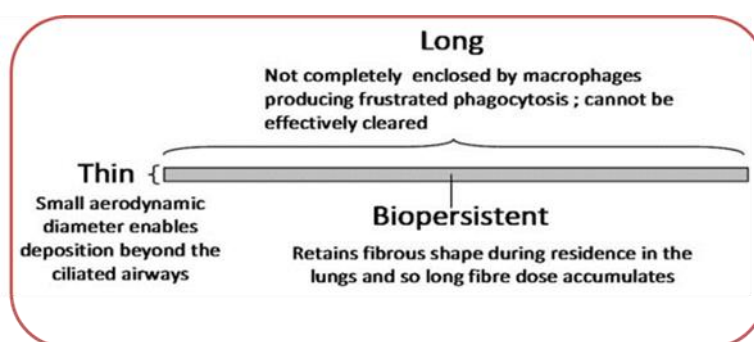 Long
Not completely enclosed by macrophages
producing frustrated phagocytosis ; cannot be
effectively cleared
Thin {
Small aerodynamic
diameter enables
deposition beyond the
ciliated airways
Biopersistent
Retains fibrous shape during residence in the
lungs and so long fibre dose accumulates